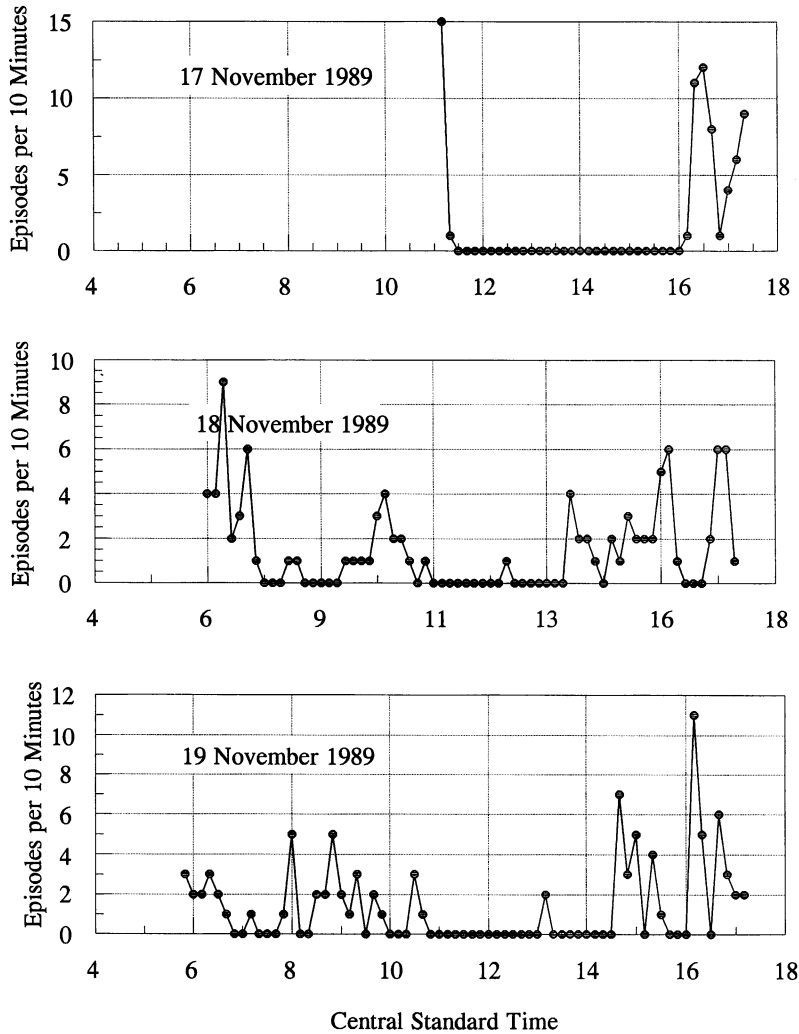 Episodes per 10 Minutes
15
10
5
0
17 November 1989
4 6 8 10 12 14 16 18
Episodes per 10 Minutes
10
8
6
4
2
0
18 November 1989
4 6 9 11 13 16 18
Episodes per 10 Minutes
12
10
8
6
4
2
0
19 November 1989
4 6 8 10 12 14 16 18
Central Standard Time